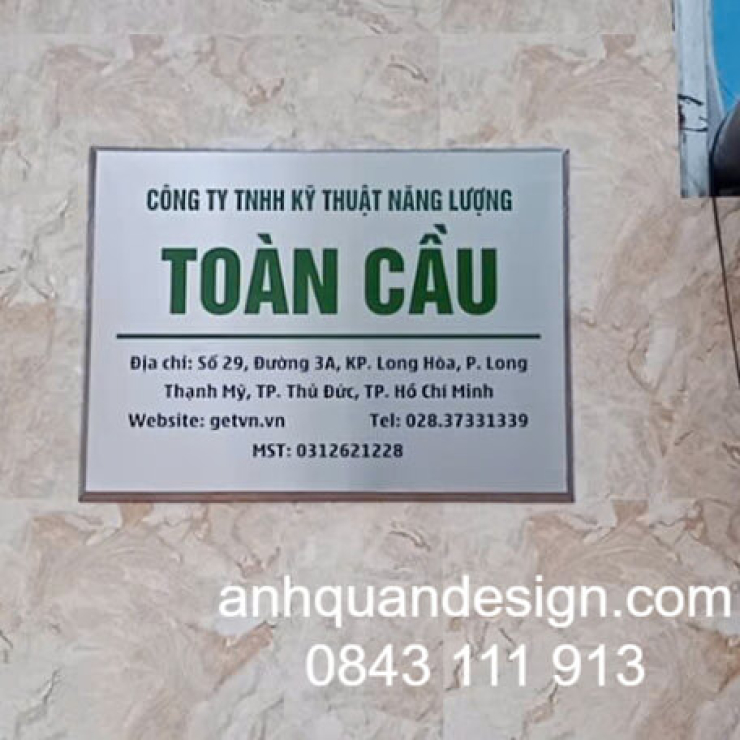 CÔNG TY TNHH KỸ THUẬT NĂNG LƯỢNG
TOÀN CẦU
Địa chỉ: Số 29, Đường 3A, KP. Long Hòa, P. Long
Thạnh Mỹ, TP. Thủ Đức, TP. Hồ Chí Minh
Website: getvn.vn Tel: 028.37331339
MST: 0312621228
anhquandesign.com
0843 111 913